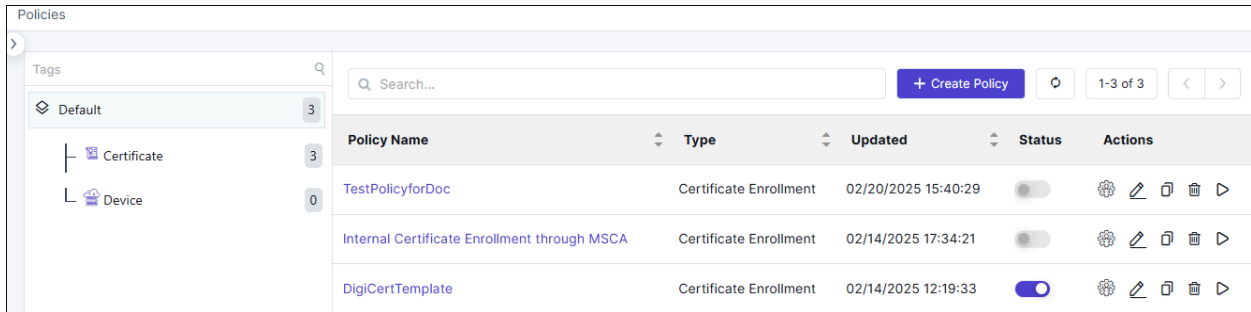 Policies
Tags
Search...
+ Create Policy
1-3 of 3
Default 3
Certificate 3
Device 0
Policy Name Type Updated Status Actions
TestPolicyforDoc Certificate Enrollment 02/20/2025 15:40:29
Internal Certificate Enrollment through MSCA Certificate Enrollment 02/14/2025 17:34:21
DigiCertTemplate Certificate Enrollment 02/14/2025 12:19:33